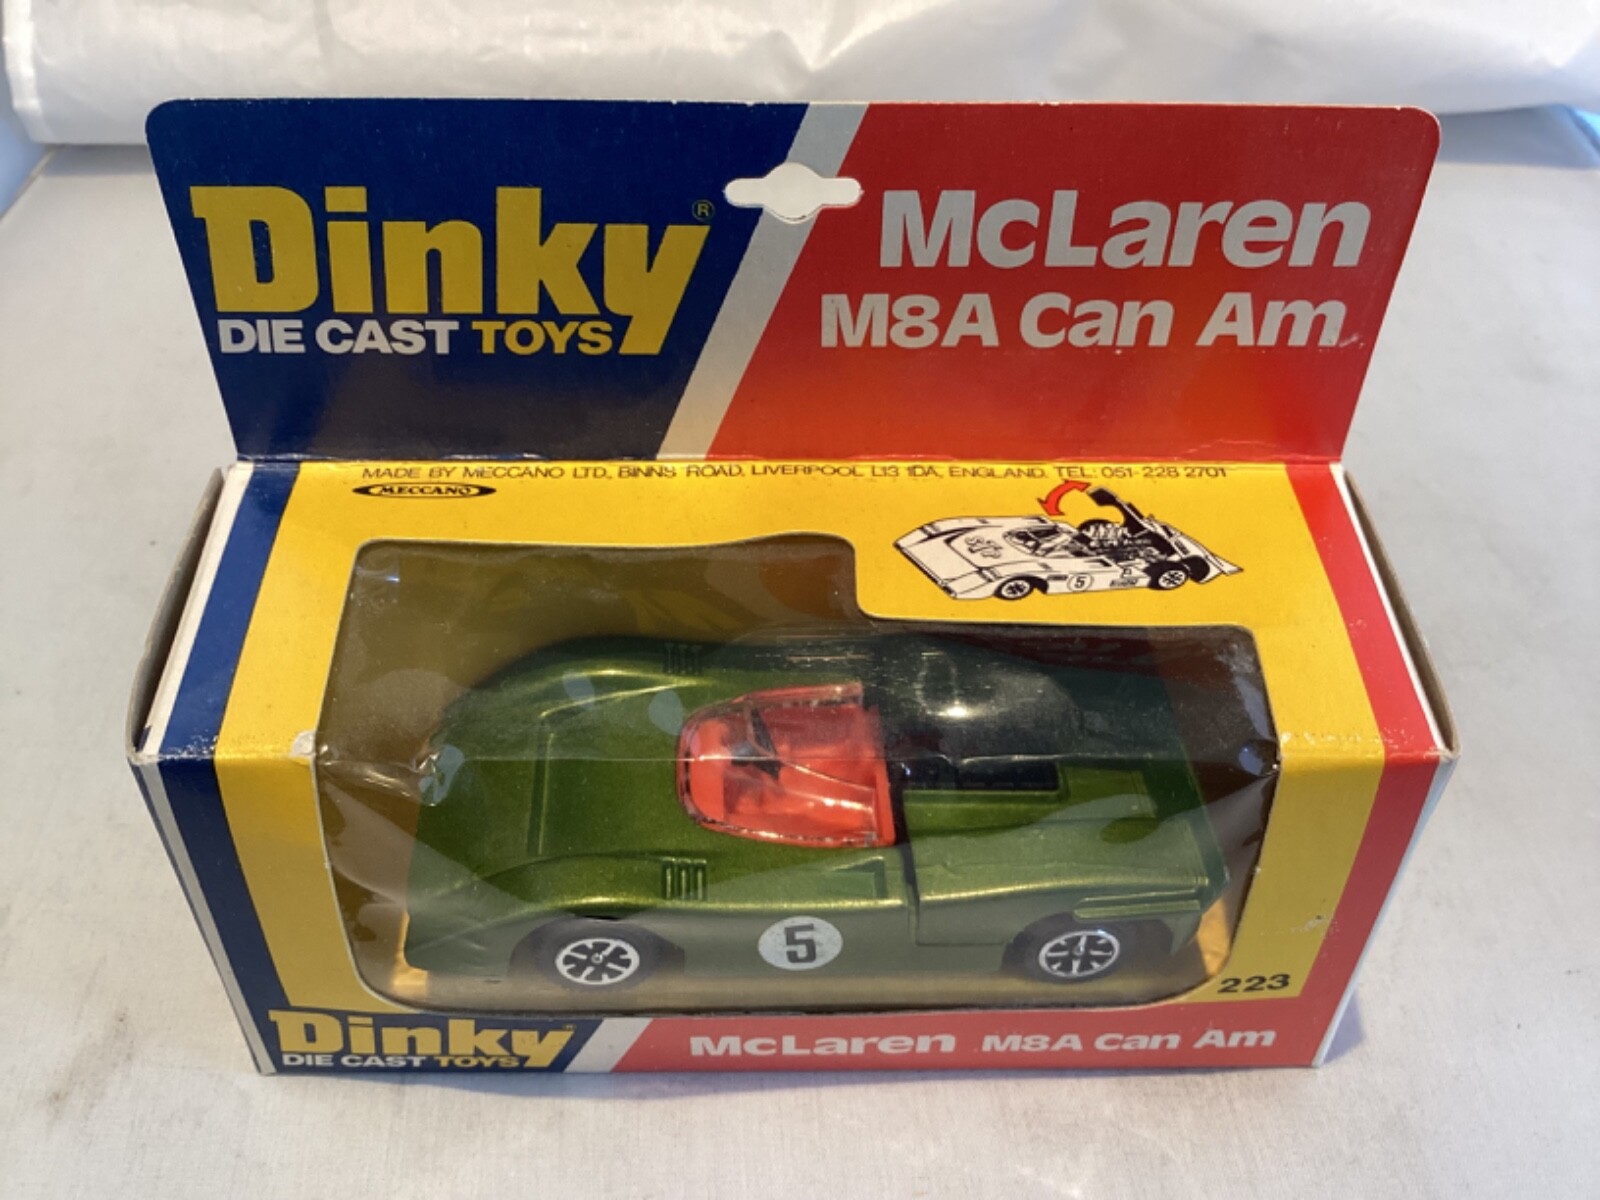 Dinky®
DIE CAST TOYS
McLaren
M8A Can Am
MADE BY MECCANO LTD., BINNS ROAD, LIVERPOOL L13 1DA, ENGLAND. TEL: 051-228 2701
MECCANO
5
5
223
Dinky®
DIE CAST TOYS
McLaren M8A Can Am